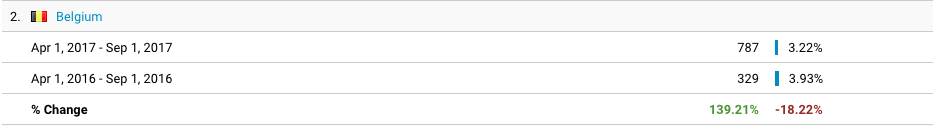 2. Belgium
Apr 1, 2017 - Sep 1, 2017 787 3.22%
Apr 1, 2016 - Sep 1, 2016 329 3.93%
% Change 139.21% -18.22%